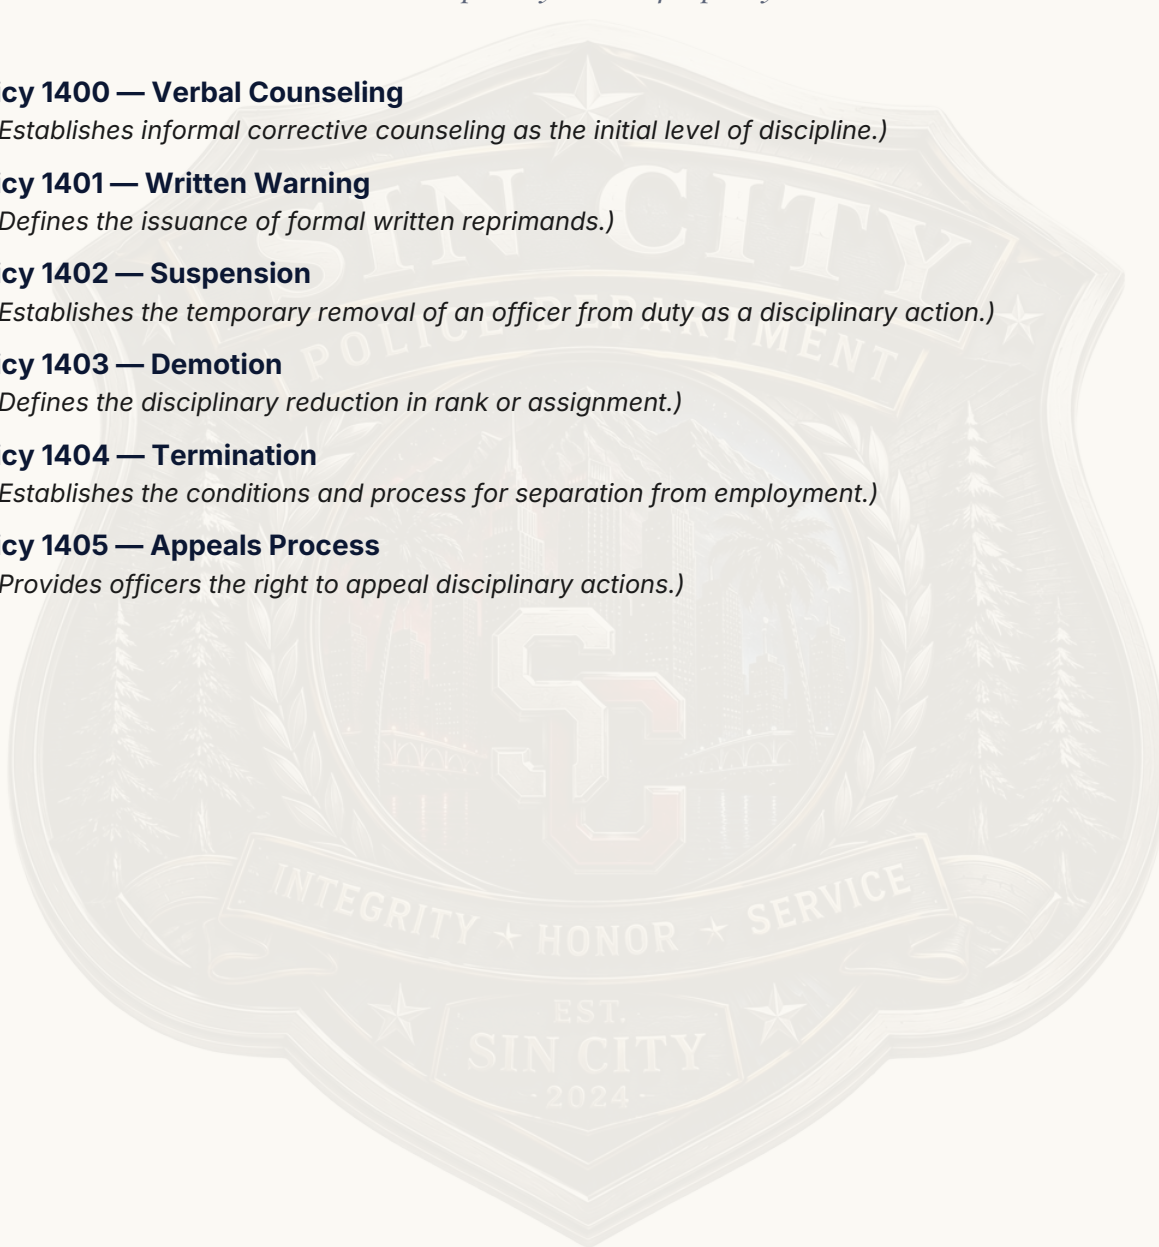 icy 1400 — Verbal Counseling
Establishes informal corrective counseling as the initial level of discipline.)
icy 1401 — Written Warning
Defines the issuance of formal written reprimands.)
icy 1402 — Suspension
Establishes the temporary removal of an officer from duty as a disciplinary action.)
icy 1403 — Demotion
Defines the disciplinary reduction in rank or assignment.)
icy 1404 — Termination
Establishes the conditions and process for separation from employment.)
icy 1405 — Appeals Process
Provides officers the right to appeal disciplinary actions.)
SIN CITY
POLICE DEPARTMENT
SC
INTEGRITY ★ HONOR ★ SERVICE
EST.
SIN CITY
· 2024 ·